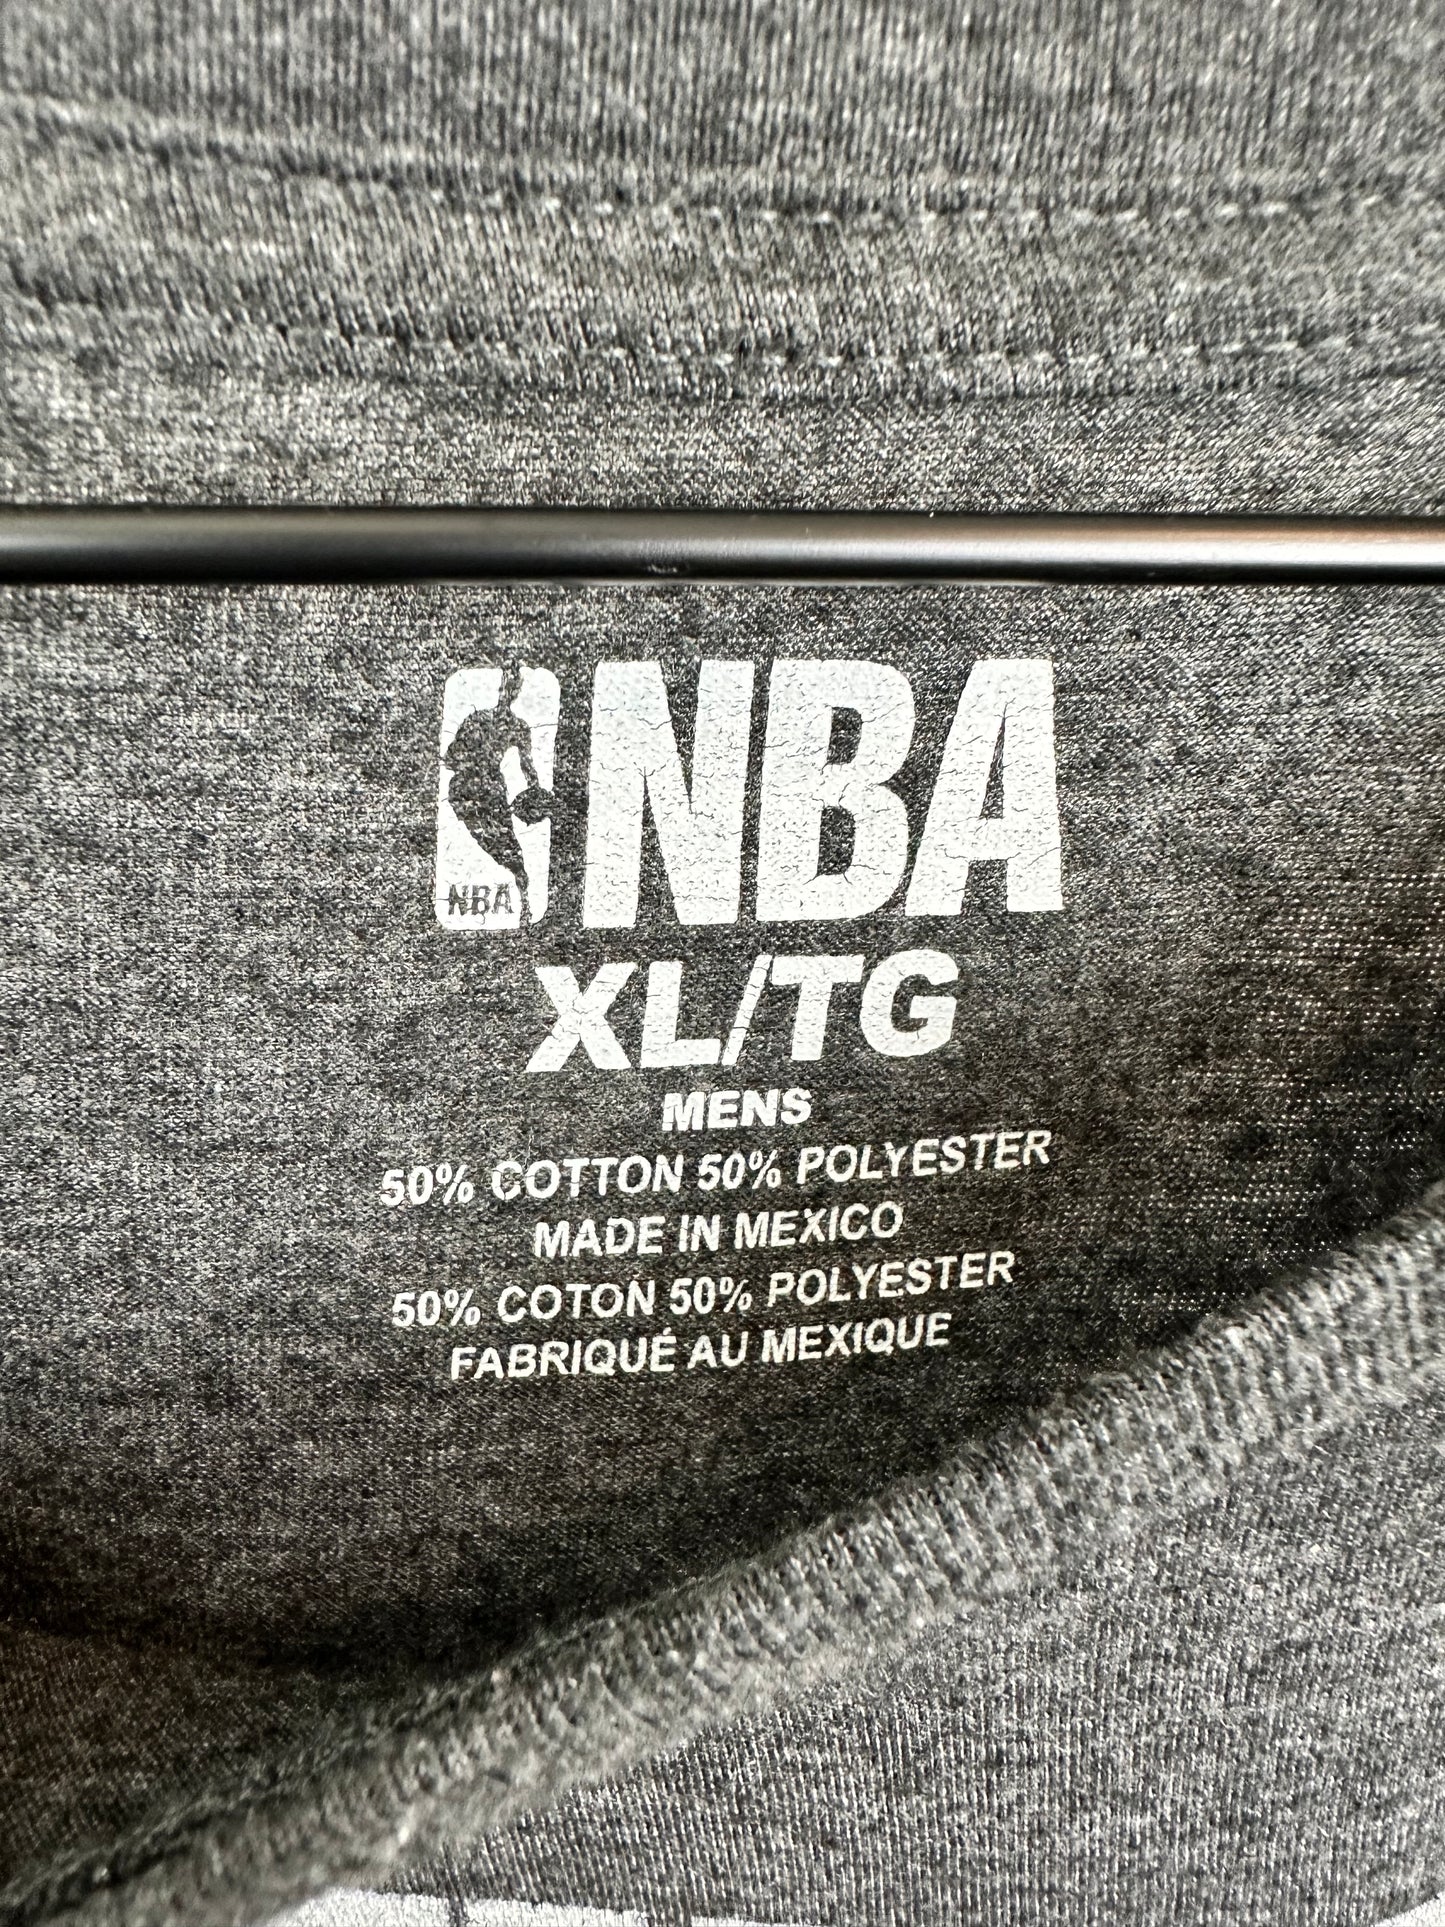 NBA NBA
XL/TG
MENS
50% COTTON 50% POLYESTER
MADE IN MEXICO
50% COTON 50% POLYESTER
FABRIQUÉ AU MEXIQUE